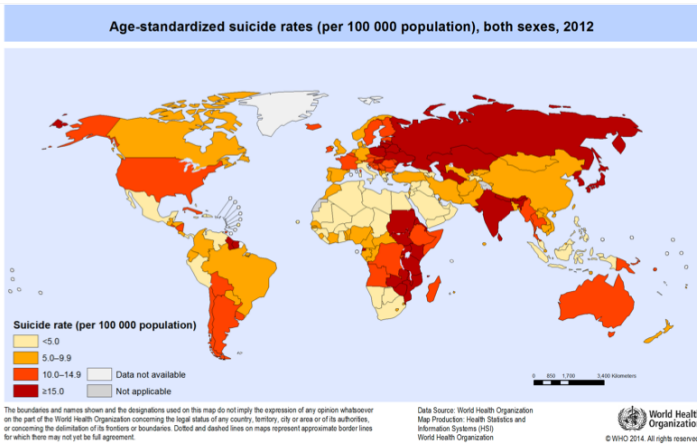 Age-standardized suicide rates (per 100 000 population), both sexes, 2012
Suicide rate (per 100 000 population)
<5.0
5.0–9.9
10.0–14.9
≥15.0
Data not available
Not applicable
0 850 1,700 3,400 Kilometers
The boundaries and names shown and the designations used on this map do not imply the expression of any opinion whatsoever
on the part of the World Health Organization concerning the legal status of any country, territory, city or area or of its authorities,
or concerning the delimitation of its frontiers or boundaries. Dotted and dashed lines on maps represent approximate border lines
for which there may not yet be full agreement.
Data Source: World Health Organization
Map Production: Health Statistics and
Information Systems (HSI)
World Health Organization
World Healt
Organizatio
© WHO 2014. All rights reserve